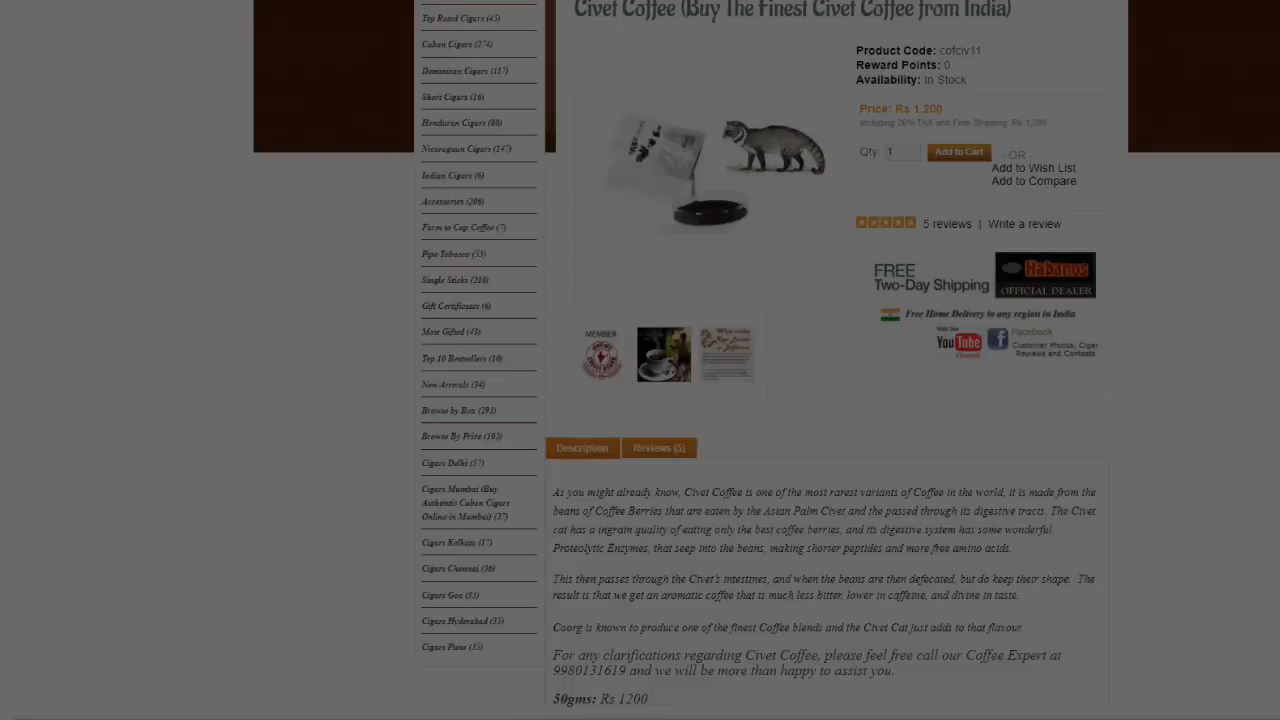 Civet Coffee (Buy The Finest Civet Coffee from India)
Top Rated Cigars (45)
Cuban Cigars (274)
Dominican Cigars (117)
Short Cigars (16)
Honduran Cigars (80)
Nicaraguan Cigars (147)
Indian Cigars (6)
Accessories (206)
Farm to Cup Coffee (7)
Pipe Tobacco (53)
Single Sticks (210)
Gift Certificates (6)
Most Gifted (43)
Top 10 Bestsellers (10)
New Arrivals (34)
Browse by Box (293)
Browse By Price (102)
Cigars Delhi (57)
Cigars Mumbai (Buy
Authentic Cuban Cigars
Online in Mumbai) (27)
Cigars Kolkata (17)
Cigars Chennai (36)
Cigars Goa (55)
Cigars Hyderabad (35)
Cigars Pune (35)
Product Code: cofciv11
Reward Points: 0
Availability: In Stock
Price: Rs 1,200
Including 20% TAX and Free Shipping: Rs 1,200
Qty: 1 Add to Cart - OR -
Add to Wish List
Add to Compare
5 reviews | Write a review
FREE
Two-Day Shipping
Habanos
OFFICIAL DEALER
Free Home Delivery to any region in India
Visit Our
YouTube
Channel
Facebook
Customer Photos, Cigar
Reviews and Contests
MEMBER
Description Reviews (5)
As you might already know, Civet Coffee is one of the most rarest variants of Coffee in the world, it is made from the
beans of Coffee Berries that are eaten by the Asian Palm Civet and the passed through its digestive tracts. The Civet
cat has a ingrain quality of eating only the best coffee berries, and its digestive system has some wonderful
Proteolytic Enzymes, that seep into the beans, making shorter peptides and more free amino acids.
This then passes through the Civet's intestines, and when the beans are then defecated, but do keep their shape. The
result is that we get an aromatic coffee that is much less bitter, lower in caffeine, and divine in taste.
Coorg is known to produce one of the finest Coffee blends and the Civet Cat just adds to that flavour.
For any clarifications regarding Civet Coffee, please feel free call our Coffee Expert at
9980131619 and we will be more than happy to assist you.
50gms: Rs 1200